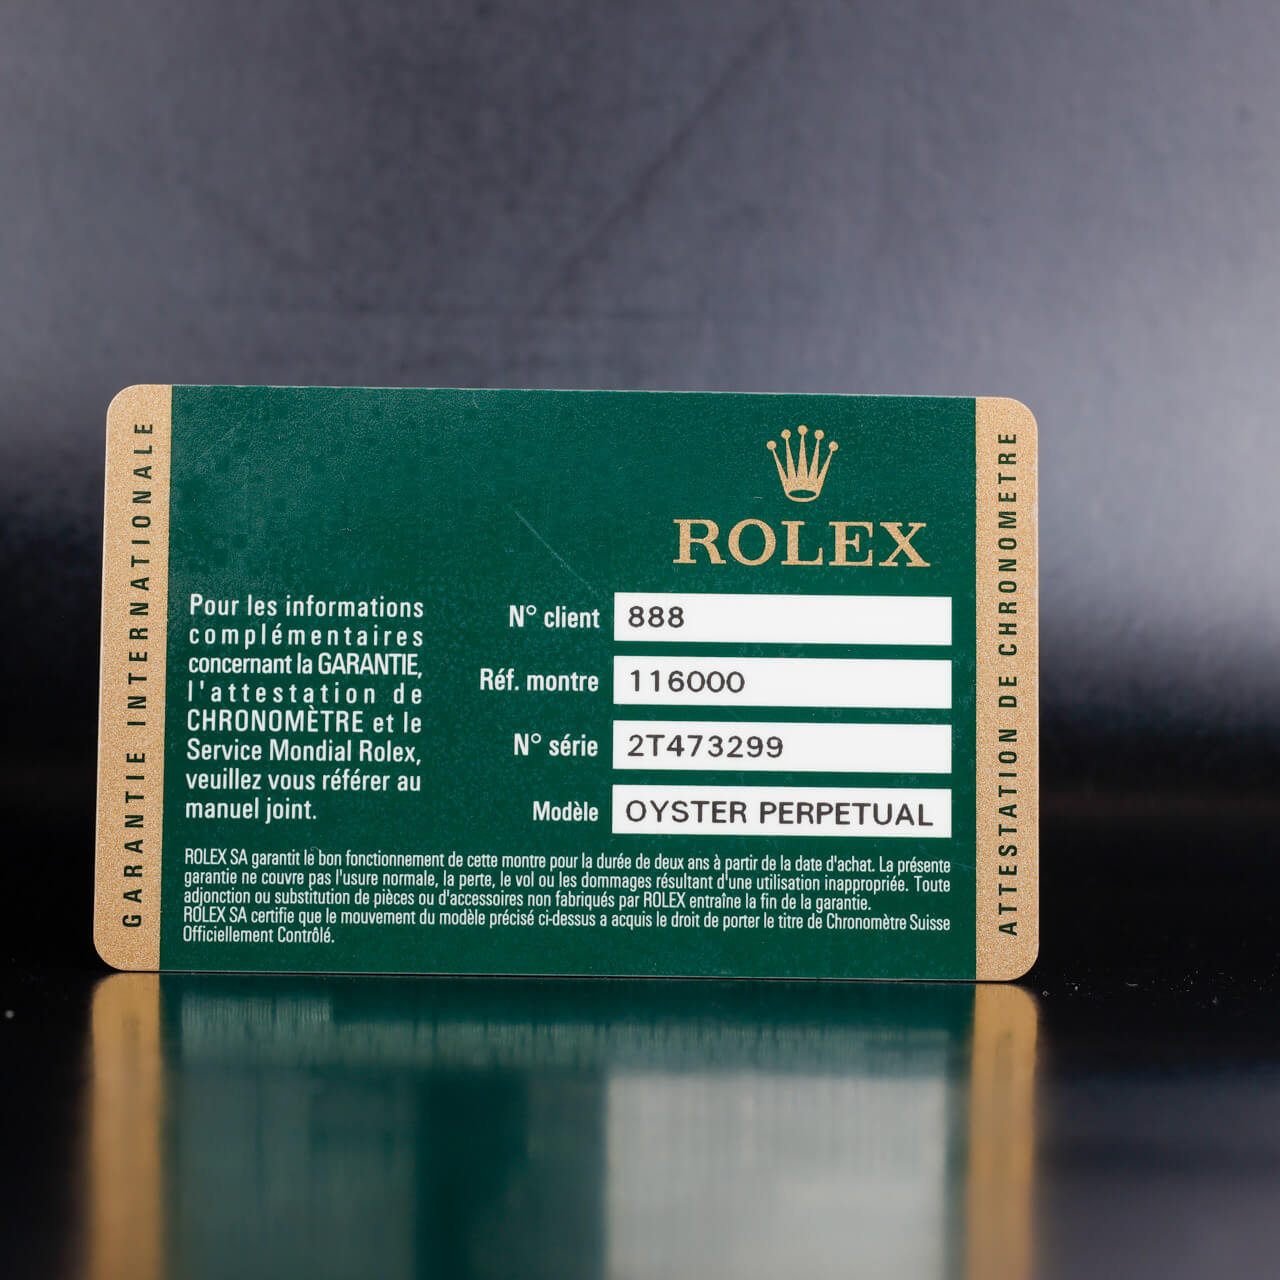 GARANTIE INTERNATIONALE
ROLEX
Pour les informations
complémentaires
concernant la GARANTIE,
l'attestation de
CHRONOMÈTRE et le
Service Mondial Rolex,
veuillez vous référer au
manuel joint.
N° client 888
Réf. montre 116000
N° série 2T473299
Modèle OYSTER PERPETUAL
ROLEX SA garantit le bon fonctionnement de cette montre pour la durée de deux ans à partir de la date d'achat. La présente
garantie ne couvre pas l'usure normale, la perte, le vol ou les dommages résultant d'une utilisation inappropriée. Toute
adjonction ou substitution de pièces ou d'accessoires non fabriqués par ROLEX entraîne la fin de la garantie.
ROLEX SA certifie que le mouvement du modèle précisé ci-dessus a acquis le droit de porter le titre de Chronomètre Suisse
Officiellement Contrôlé.
ATTESTATION DE CHRONOMETRE